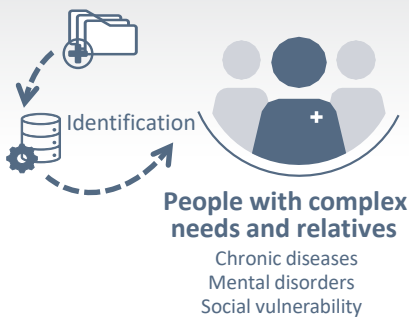 Identification
People with complex
needs and relatives
Chronic diseases
Mental disorders
Social vulnerability